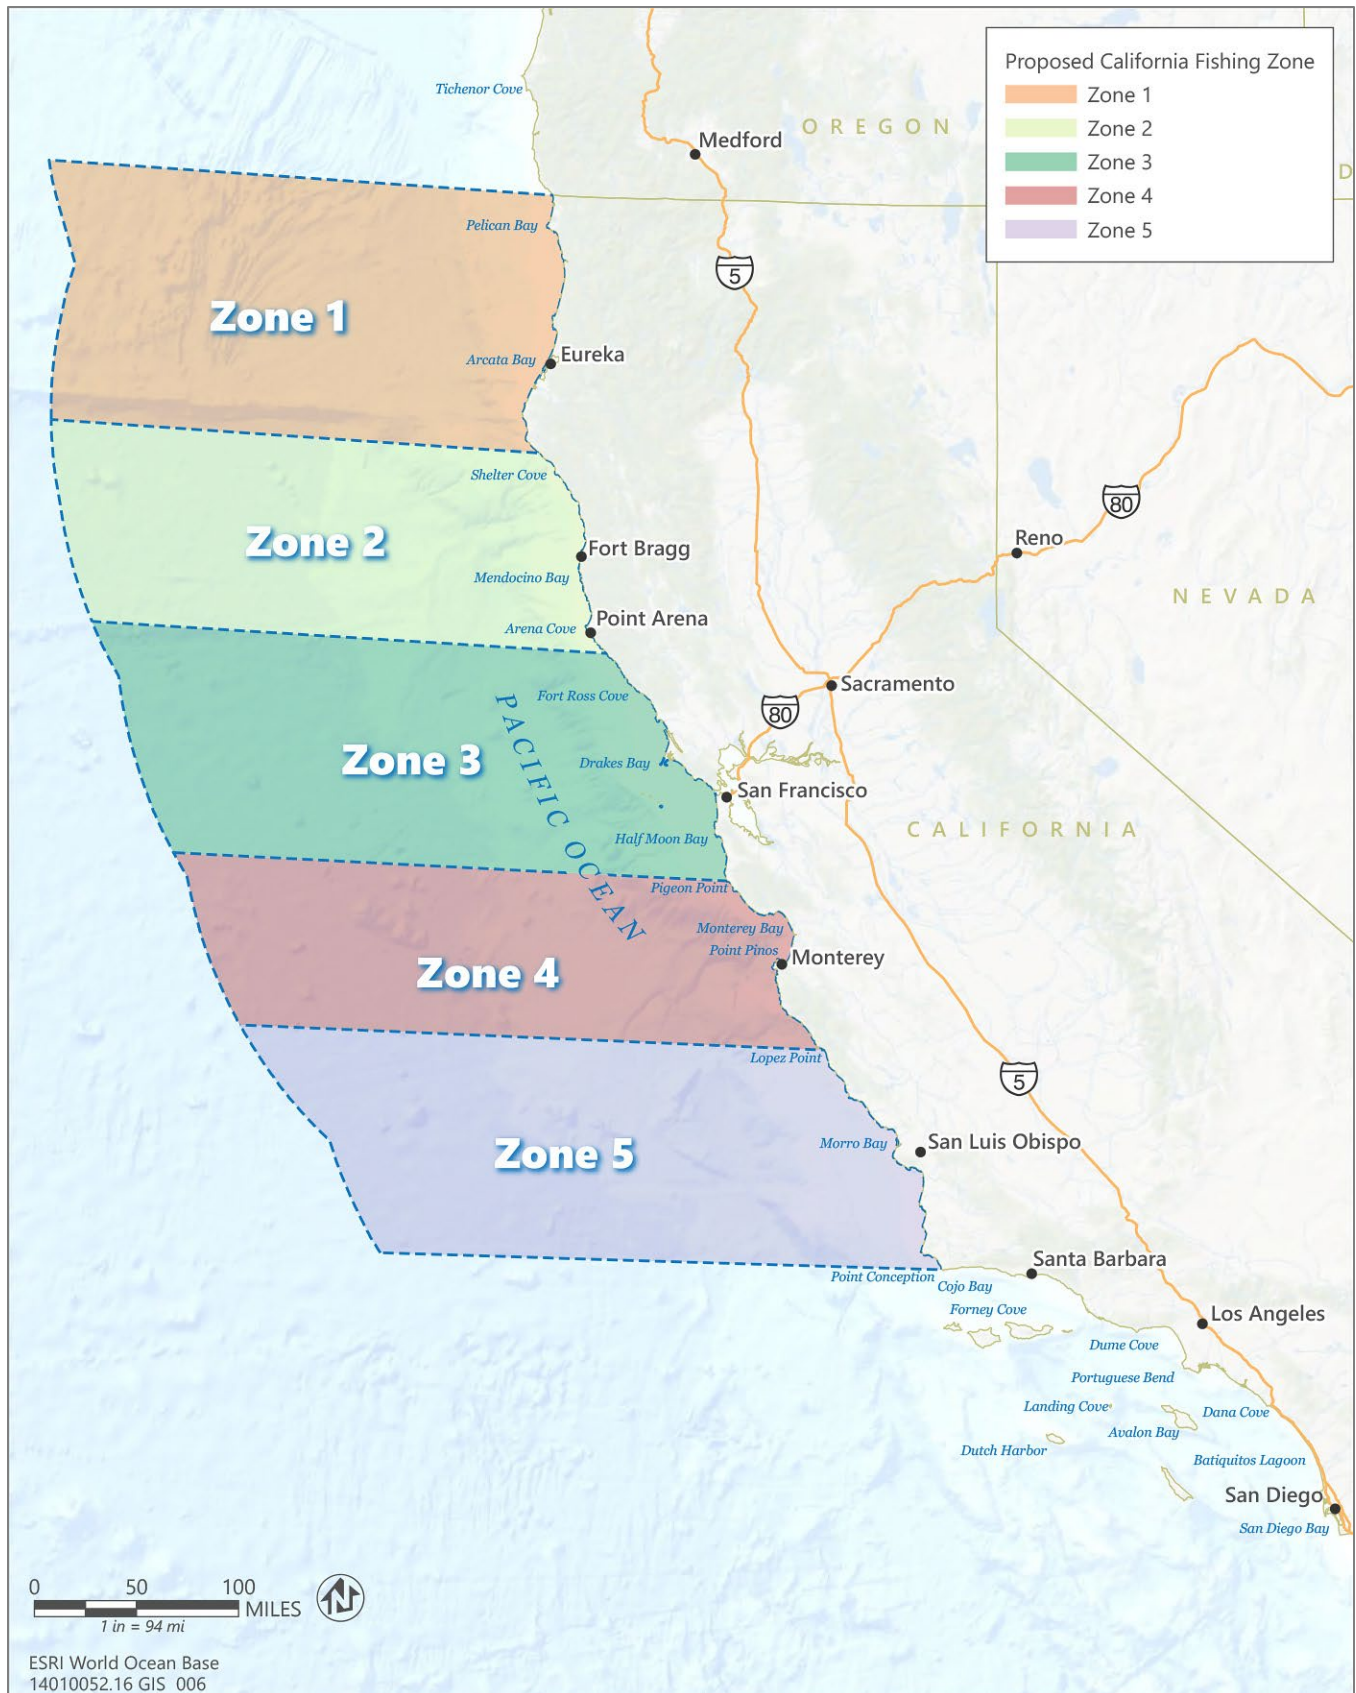 Proposed California Fishing Zone
Zone 1
Zone 2
Zone 3
Zone 4
Zone 5
Tichenor Cove
Medford
OREGON
D
Pelican Bay
5
Zone 1
Arcata Bay
Eureka
Shelter Cove
80
Zone 2
Fort Bragg
Reno
Mendocino Bay
NEVADA
Arena Cove
Point Arena
Sacramento
Fort Ross Cove
80
PACIFIC OCEAN
Zone 3
Drakes Bay
San Francisco
CALIFORNIA
Half Moon Bay
Pigeon Point
Monterey Bay
Point Pinos
Monterey
Zone 4
Lopez Point
5
Morro Bay
San Luis Obispo
Zone 5
Santa Barbara
Point Conception
Cojo Bay
Forney Cove
Los Angeles
Dume Cove
Portuguese Bend
Landing Cove
Dana Cove
Avalon Bay
Dutch Harbor
Batiquitos Lagoon
San Diego
San Diego Bay
0 50 100
MILES
N
1 in = 94 mi
ESRI World Ocean Base
14010052.16 GIS 006